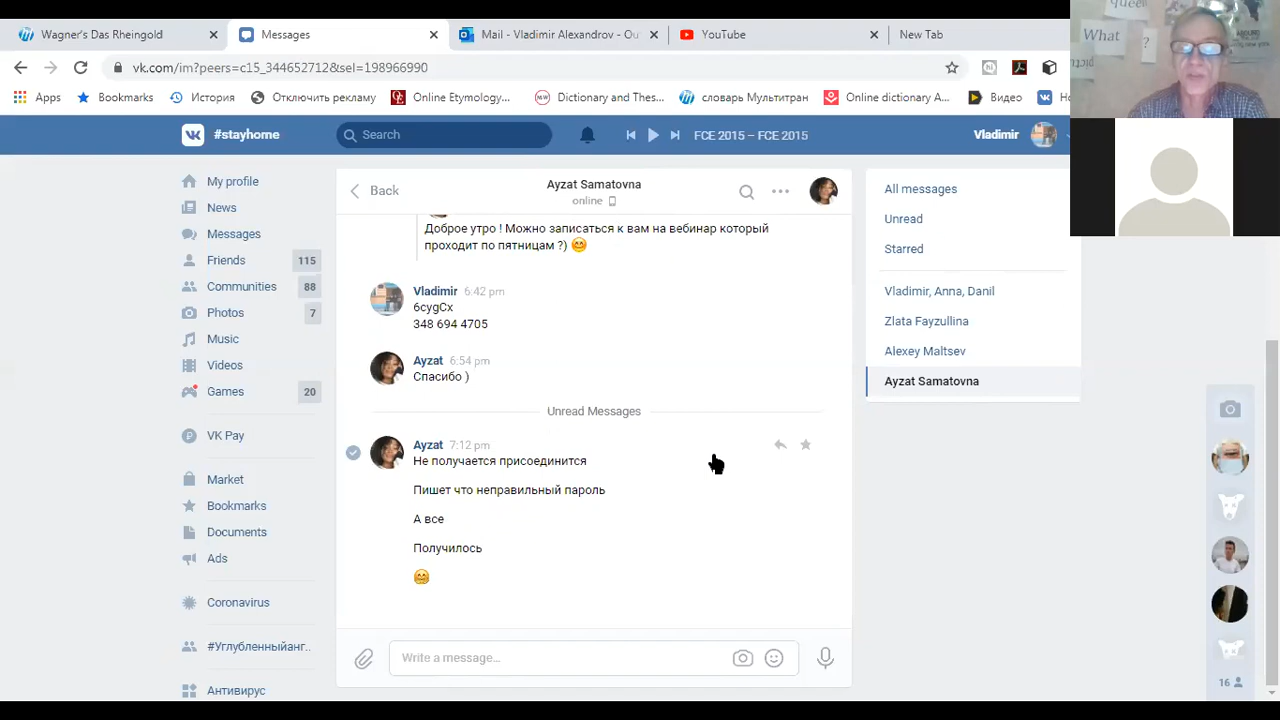 Wagner's Das Rheingold
Messages
Mail - Vladimir Alexandrov - Ou
YouTube
New Tab
vk.com/im?peers=c15_344652712&sel=198966990
Apps
Bookmarks
История
Отключить рекламу
Online Etymology...
Dictionary and Thes...
словарь Мультитран
Online dictionary A...
Видео
#stayhome
Search
FCE 2015 – FCE 2015
Vladimir
My profile
News
Messages
Friends 115
Communities 88
Photos 7
Music
Videos
Games 20
VK Pay
Market
Bookmarks
Documents
Ads
Coronavirus
#Углубленныйанг..
Антивирус
Back
Ayzat Samatovna
online
Доброе утро ! Можно записаться к вам на вебинар который
проходит по пятницам ?) 😊
Vladimir 6:42 pm
6cygCx
348 694 4705
Ayzat 6:54 pm
Спасибо )
Unread Messages
Ayzat 7:12 pm
Не получается присоединится
Пишет что неправильный пароль
А все
Получилось
🤗
Write a message...
All messages
Unread
Starred
Vladimir, Anna, Danil
Zlata Fayzullina
Alexey Maltsev
Ayzat Samatovna
16
What
?